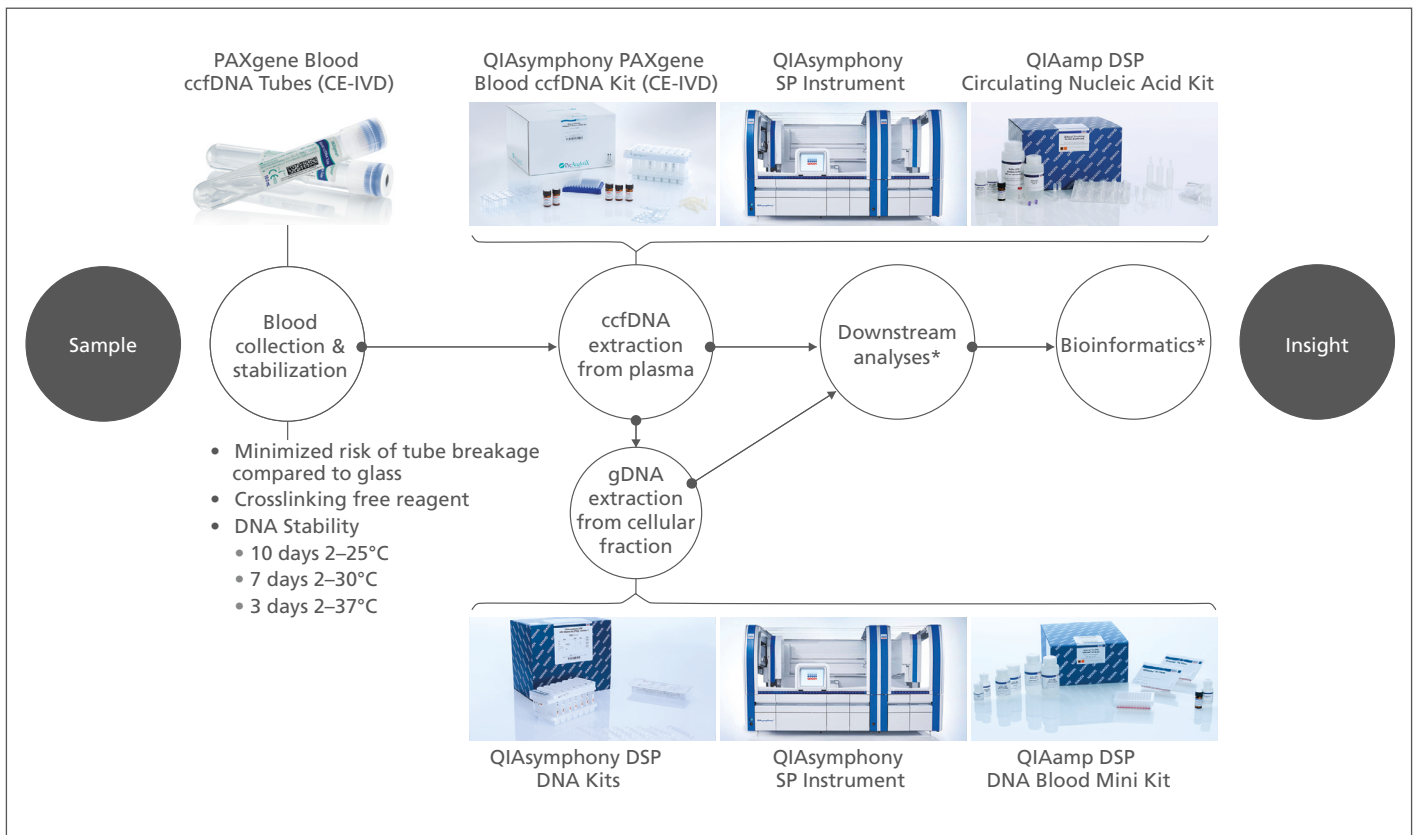 PAXgene Blood
ccfDNA Tubes (CE-IVD)
QIAsymphony PAXgene
Blood ccfDNA Kit (CE-IVD)
QIAsymphony
SP Instrument
QIAamp DSP
Circulating Nucleic Acid Kit
Sample
Blood
collection &
stabilization
ccfDNA
extraction
from plasma
Downstream
analyses*
Bioinformatics*
Insight
• Minimized risk of tube breakage
compared to glass
• Crosslinking free reagent
• DNA Stability
• 10 days 2–25°C
• 7 days 2–30°C
• 3 days 2–37°C
gDNA
extraction
from cellular
fraction
QIAsymphony DSP
DNA Kits
QIAsymphony
SP Instrument
QIAamp DSP
DNA Blood Mini Kit